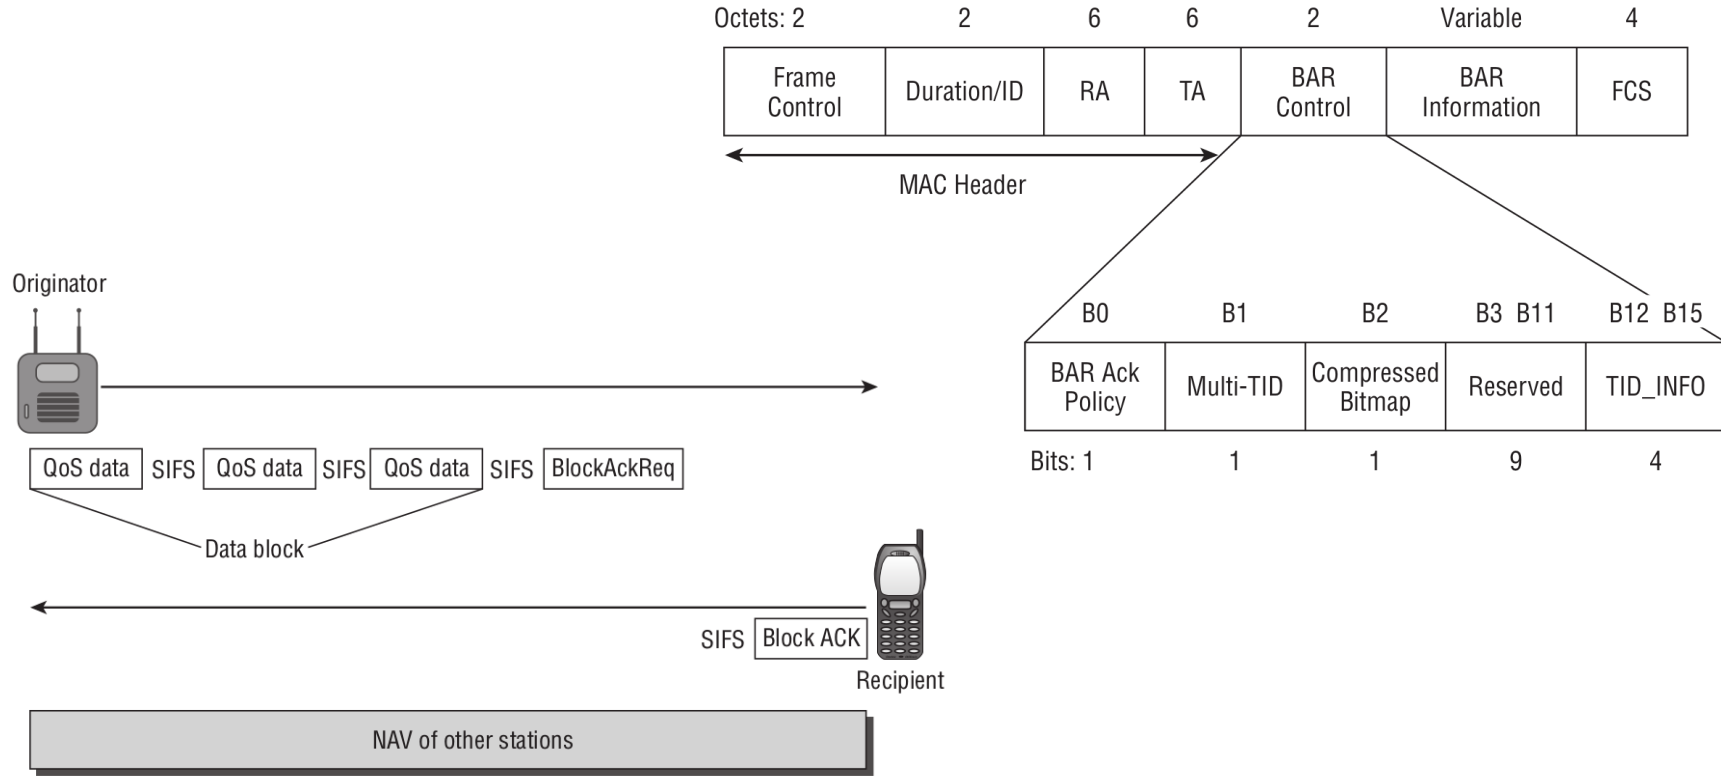 Octets: 2 2 6 6 2 Variable 4
Frame Control Duration/ID RA TA BAR Control BAR Information FCS
MAC Header
B0 B1 B2 B3 B11 B12 B15
BAR Ack Policy Multi-TID Compressed Bitmap Reserved TID_INFO
Bits: 1 1 1 9 4
Originator
QoS data SIFS QoS data SIFS QoS data SIFS BlockAckReq
Data block
SIFS Block ACK
Recipient
NAV of other stations